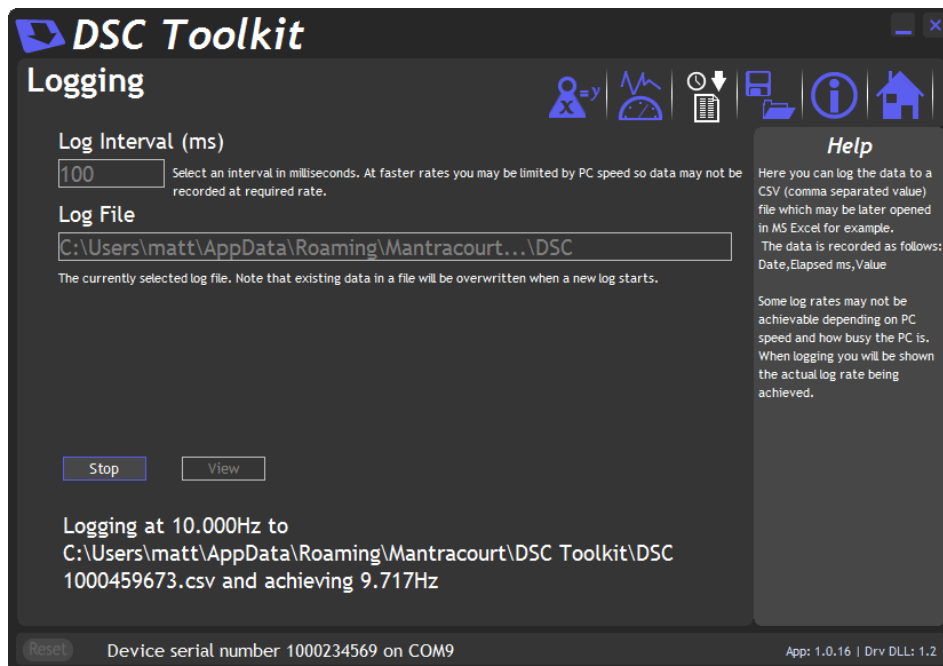 DSC Toolkit
Logging
x=y
Log Interval (ms)
100
Select an interval in milliseconds. At faster rates you may be limited by PC speed so data may not be
recorded at required rate.
Log File
C:\Users\matt\AppData\Roaming\Mantracourt...\DSC
The currently selected log file. Note that existing data in a file will be overwritten when a new log starts.
Stop
View
Logging at 10.000Hz to
C:\Users\matt\AppData\Roaming\Mantracourt\DSC Toolkit\DSC
1000459673.csv and achieving 9.717Hz
Help
Here you can log the data to a
CSV (comma separated value)
file which may be later opened
in MS Excel for example.
The data is recorded as follows:
Date,Elapsed ms,Value
Some log rates may not be
achievable depending on PC
speed and how busy the PC is.
When logging you will be shown
the actual log rate being
achieved.
Reset
Device serial number 1000234569 on COM9
App: 1.0.16 | Drv DLL: 1.2